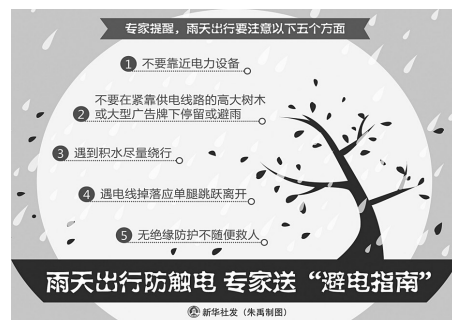 专家提醒，雨天出行要注意以下五个方面
1 不要靠近电力设备
不要在紧靠供电线路的高大树木
2 或大型广告牌下停留或避雨
3 遇到积水尽量绕行
4 遇电线掉落应单腿跳跃离开
5 无绝缘防护不随便救人
雨天出行防触电 专家送“避电指南”
新华社发（朱禹制图）